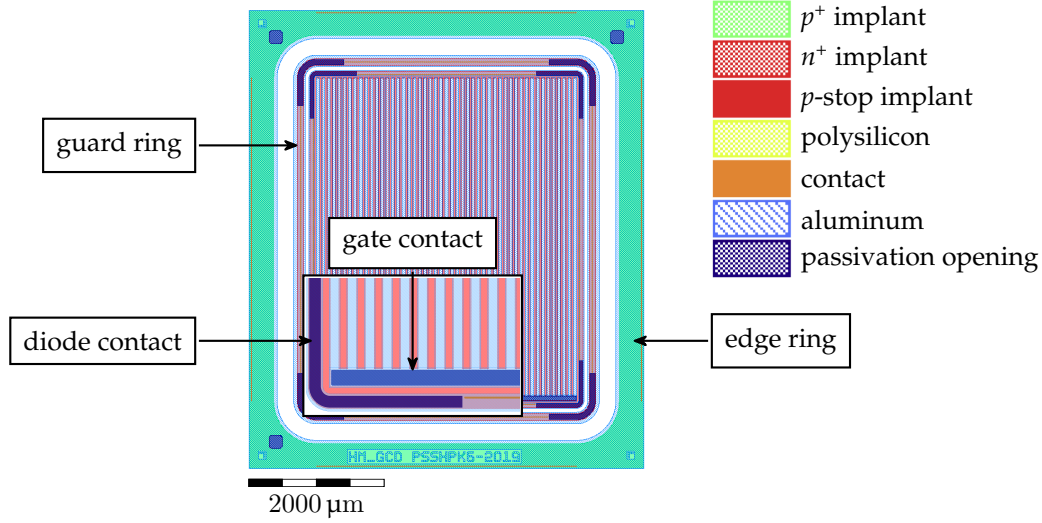 p+ implant
n+ implant
p-stop implant
polysilicon
contact
aluminum
passivation opening
guard ring
gate contact
diode contact
edge ring
HM_GCD PSSHPK6-2019
2000 µm